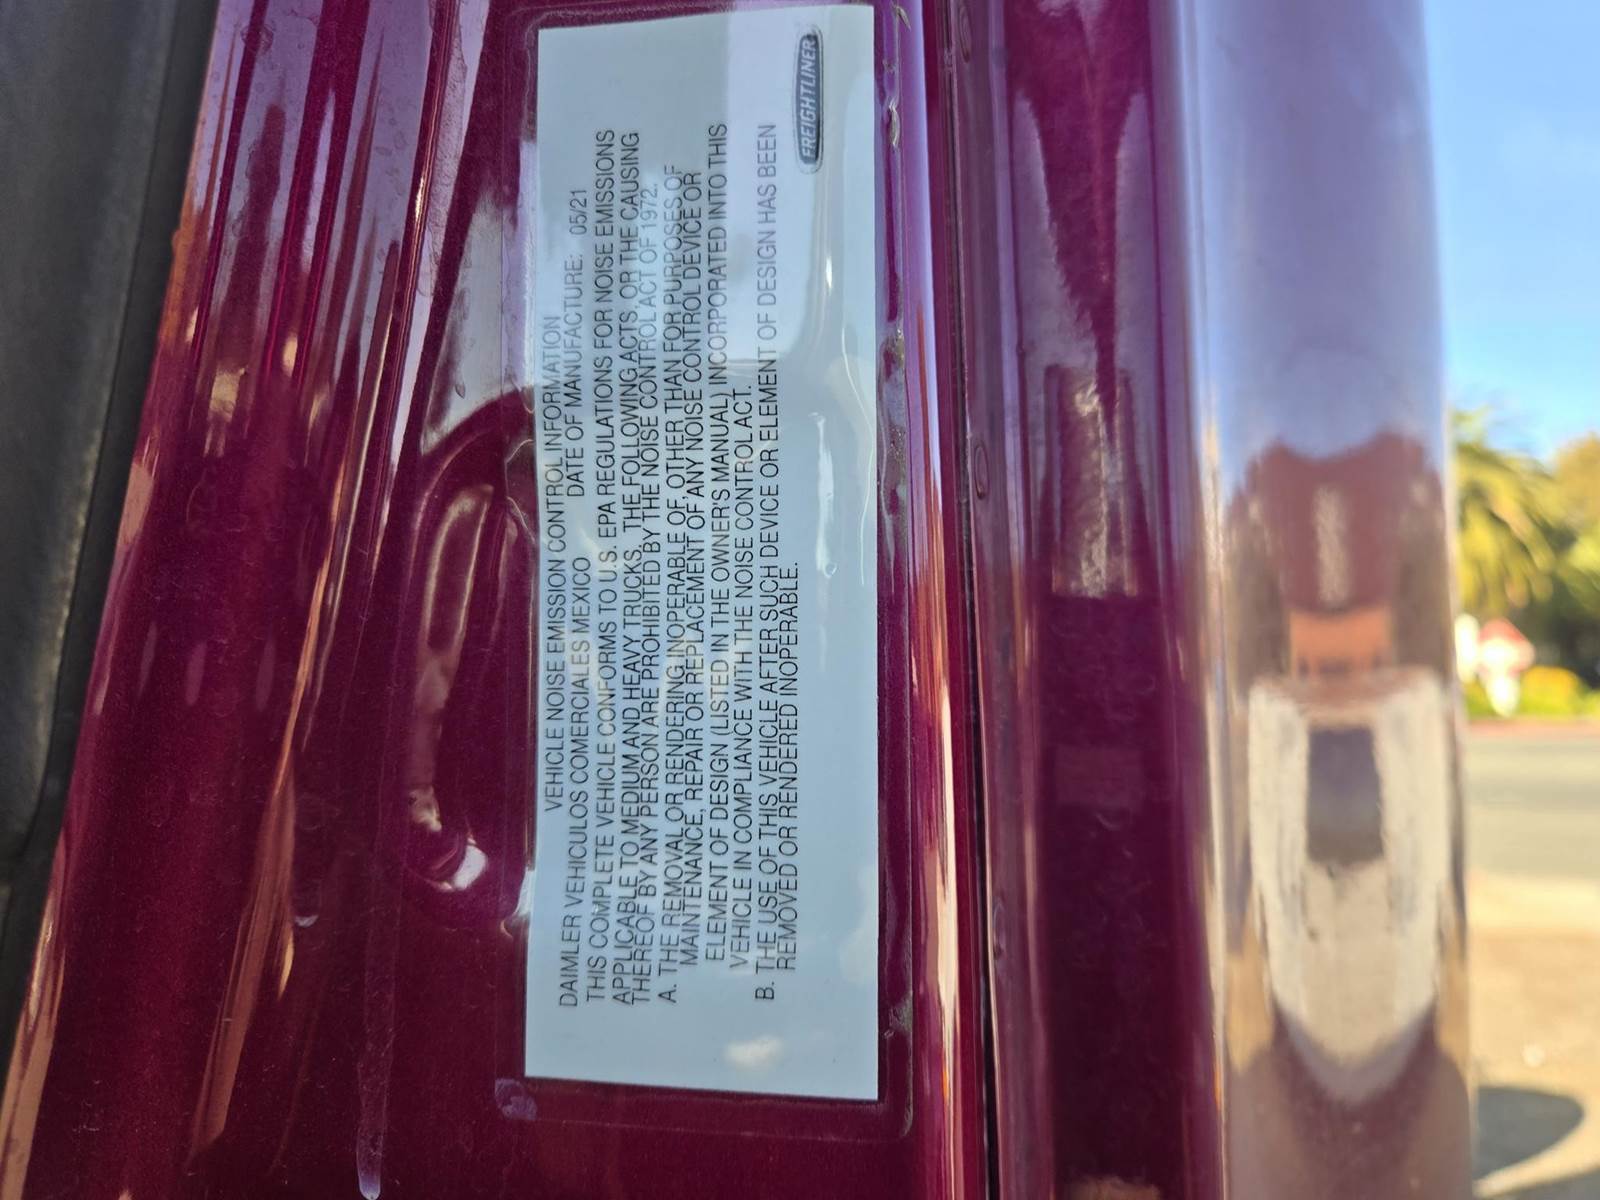 VEHICLE NOISE EMISSION CONTROL INFORMATION
DAIMLER VEHICULOS COMERCIALES MEXICO DATE OF MANUFACTURE: 05/21
THIS COMPLETE VEHICLE CONFORMS TO U.S. EPA REGULATIONS FOR NOISE EMISSIONS
APPLICABLE TO MEDIUM AND HEAVY TRUCKS. THE FOLLOWING ACTS OR THE CAUSING
THEREOF BY ANY PERSON ARE PROHIBITED BY THE NOISE CONTROL ACT OF 1972.
A. THE REMOVAL OR RENDERING INOPERABLE OF, OTHER THAN FOR PURPOSES OF
MAINTENANCE, REPAIR OR REPLACEMENT OF ANY NOISE CONTROL DEVICE OR
ELEMENT OF DESIGN (LISTED IN THE OWNER'S MANUAL) INCORPORATED INTO THIS
VEHICLE IN COMPLIANCE WITH THE NOISE CONTROL ACT.
B. THE USE OF THIS VEHICLE AFTER SUCH DEVICE OR ELEMENT OF DESIGN HAS BEEN
REMOVED OR RENDERED INOPERABLE.
FREIGHTLINER